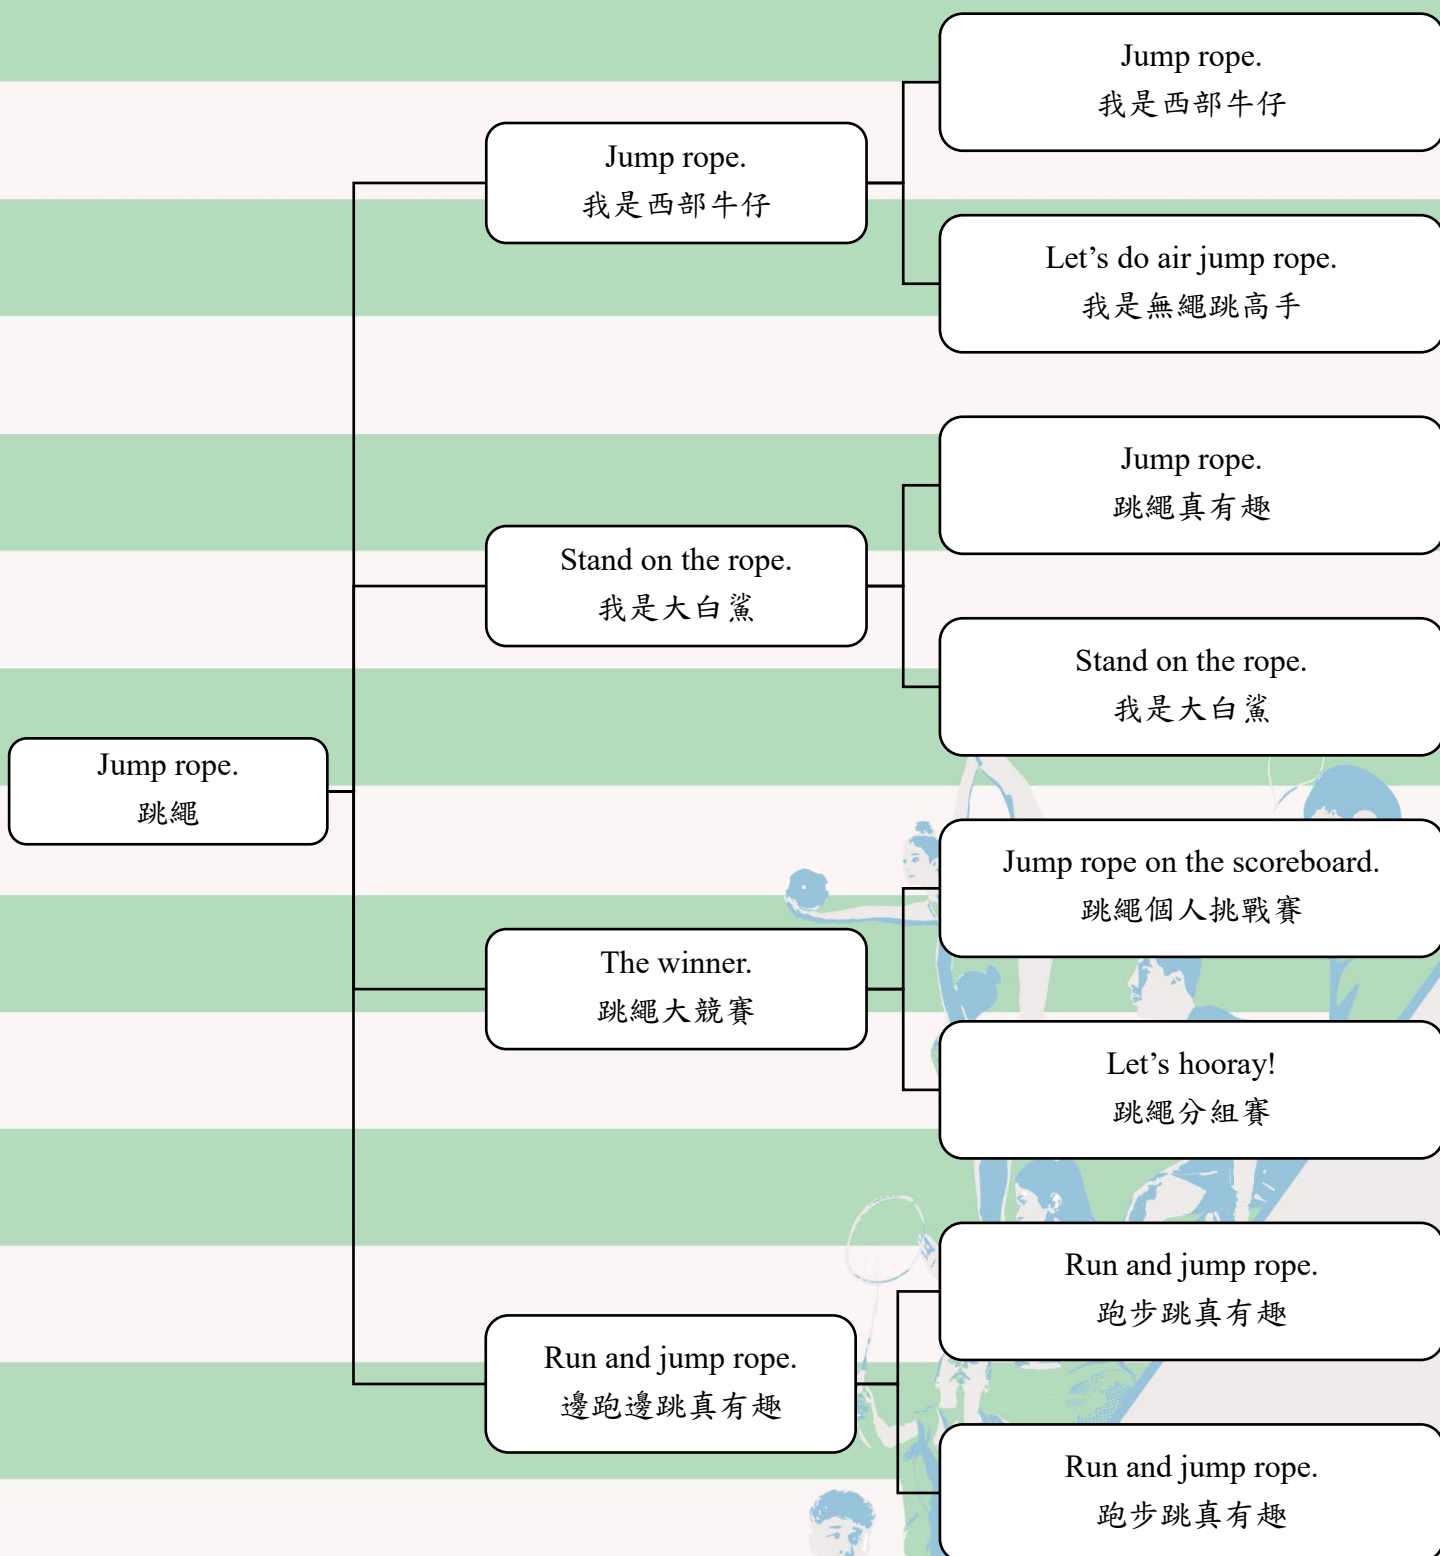 Jump rope.
跳繩
Jump rope.
我是西部牛仔
Jump rope.
我是西部牛仔
Let’s do air jump rope.
我是無繩跳高手
Stand on the rope.
我是大白鯊
Jump rope.
跳繩真有趣
Stand on the rope.
我是大白鯊
The winner.
跳繩大競賽
Jump rope on the scoreboard.
跳繩個人挑戰賽
Let’s hooray!
跳繩分組賽
Run and jump rope.
邊跑邊跳真有趣
Run and jump rope.
跑步跳真有趣
Run and jump rope.
跑步跳真有趣